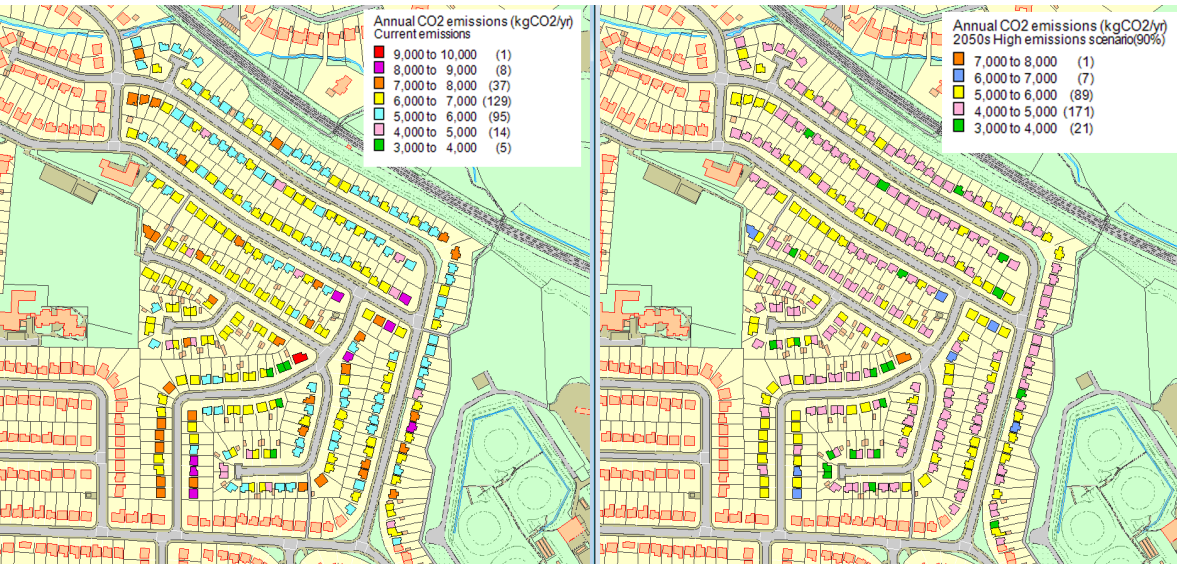 Annual CO2 emissions (kgCO2/yr)
Current emissions
9,000 to 10,000 (1)
8,000 to 9,000 (8)
7,000 to 8,000 (37)
6,000 to 7,000 (129)
5,000 to 6,000 (95)
4,000 to 5,000 (14)
3,000 to 4,000 (5)
Annual CO2 emissions (kgCO2/yr)
2050s High emissions scenario(90%)
7,000 to 8,000 (1)
6,000 to 7,000 (7)
5,000 to 6,000 (89)
4,000 to 5,000 (171)
3,000 to 4,000 (21)